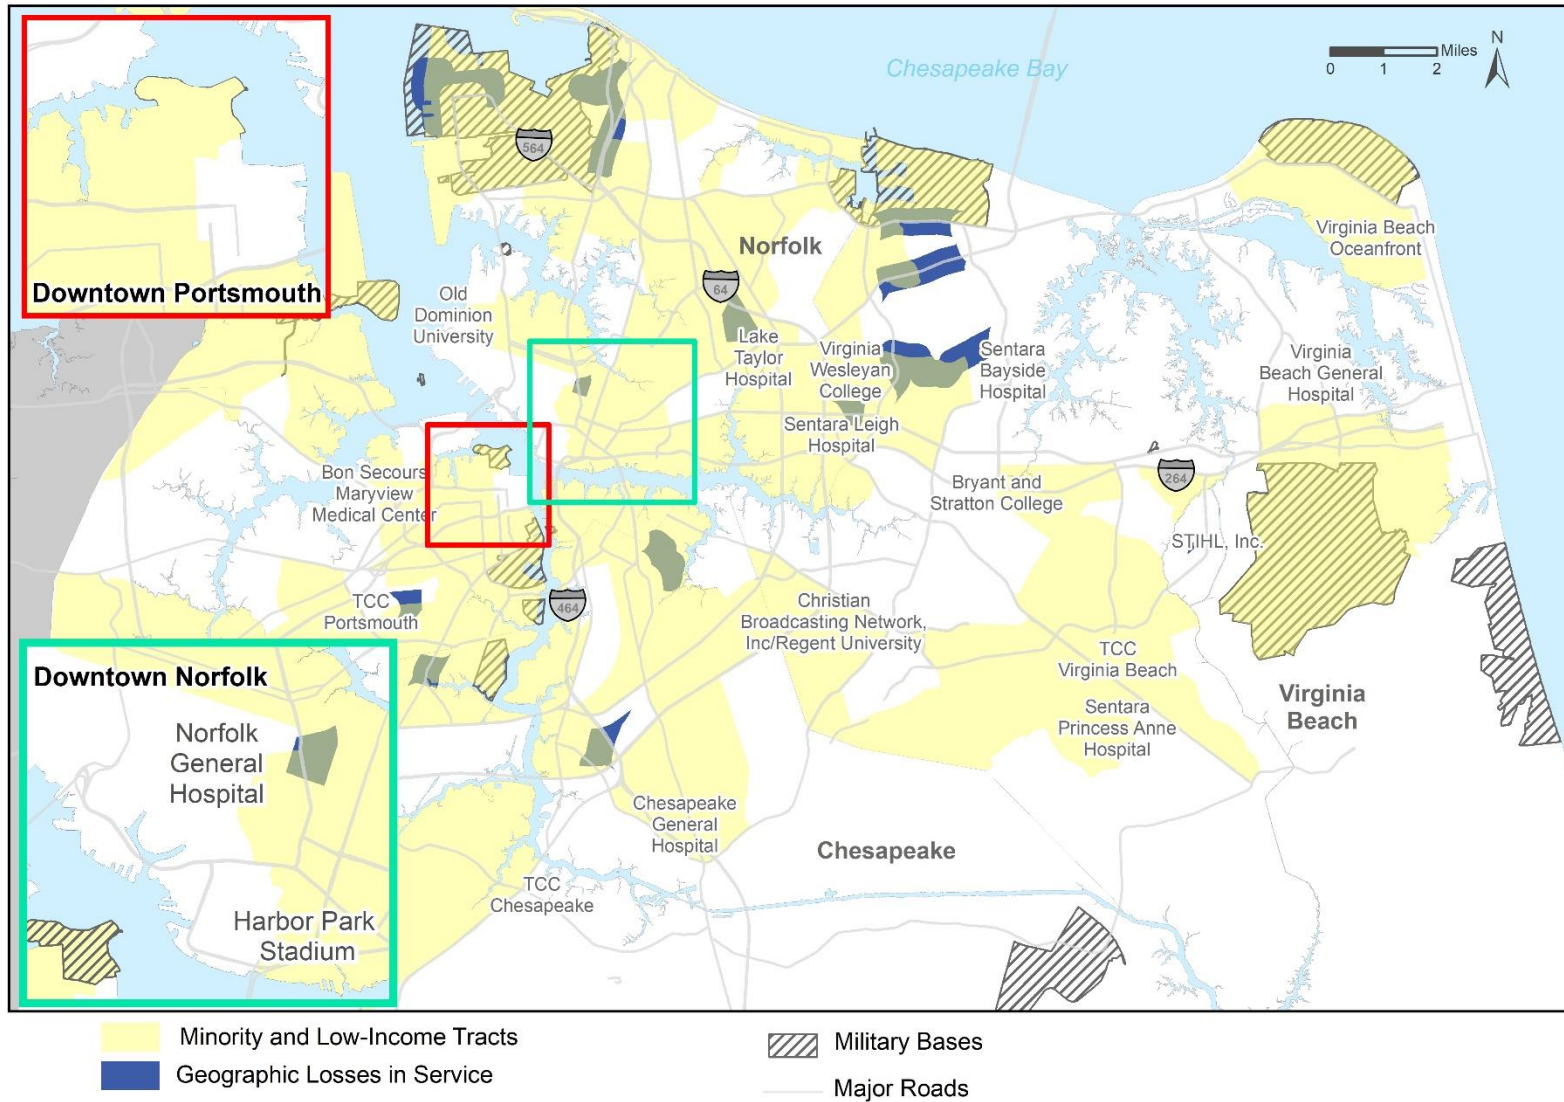 Chesapeake Bay
Miles
0 1 2
N
564
Downtown Portsmouth
Norfolk
64
Virginia Beach
Oceanfront
Old
Dominion
University
Lake
Taylor
Hospital
Virginia
Wesleyan
College
Sentara
Bayside
Hospital
Virginia
Beach General
Hospital
Sentara Leigh
Hospital
Bon Secours
Maryview
Medical Center
Bryant and
Stratton College
264
STIHL, Inc.
TCC
Portsmouth
464
Christian
Broadcasting Network,
Inc/Regent University
TCC
Virginia Beach
Sentara
Princess Anne
Hospital
Virginia
Beach
Downtown Norfolk
Norfolk
General
Hospital
Harbor Park
Stadium
Chesapeake
General
Hospital
Chesapeake
TCC
Chesapeake
Minority and Low-Income Tracts
Geographic Losses in Service
Military Bases
Major Roads